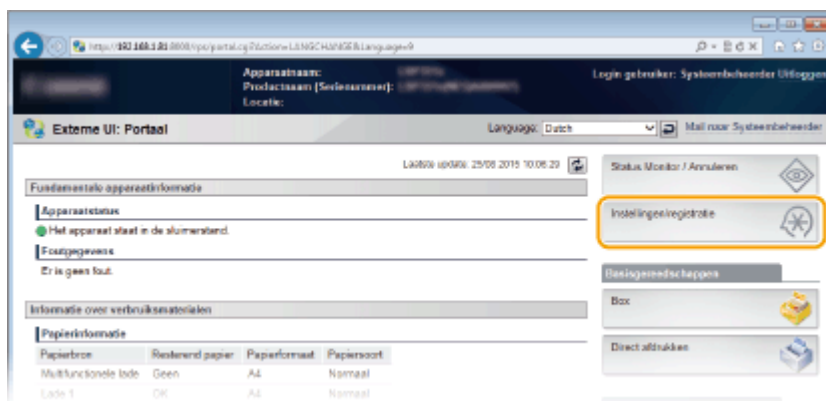 Apparaatnaam:
Productnaam (Serienummer):
Locatie:
Login gebruiker: Systeembeheerder Uitloggen
Externe UI: Portaal
Language: Dutch
Mail naar Systeembeheerder
Laatste update: 25/08 2015 10:06:29
Fundamentele apparaatinformatie
Apparaatstatus
Het apparaat staat in de sluimerstand.
Foutgegevens
Er is geen fout.
Informatie over verbruiksmaterialen
Papierinformatie
Papierbron Resterend papier Papierformaat Papiersoort
Multifunctionele lade Geen A4 Normaal
Lade 1 OK A4 Normaal
Status Monitor / Annuleren
Instellingen/registratie
Basisgereedschappen
Box
Direct afdrukken